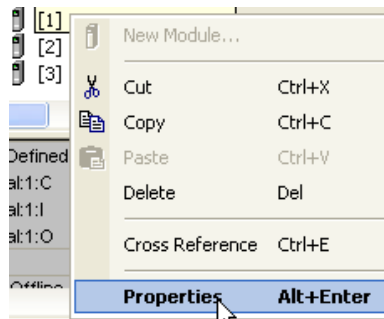 [1]
[2]
[3]
New Module...
Cut Ctrl+X
Copy Ctrl+C
Paste Ctrl+V
Delete Del
Cross Reference Ctrl+E
Properties Alt+Enter
Defined
al:1:C
al:1:I
al:1:O
Offline